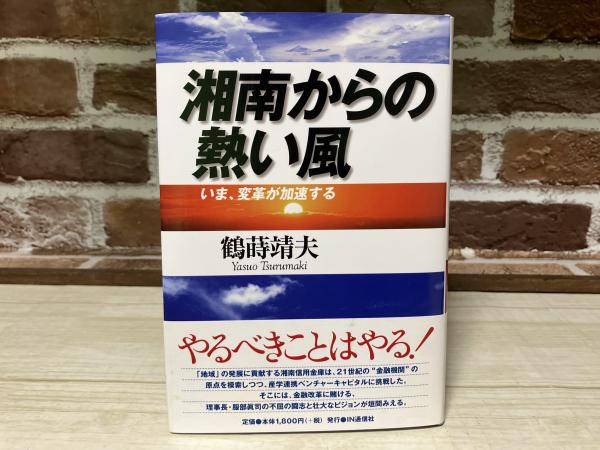 湘南からの
熱い風
いま、変革が加速する
鶴蒔靖夫
Yasuo Tsurumaki
やるべきことはやる!
「地域」の発展に貢献する湘南信用金庫は、21世紀の“金融機関”の
原点を模索しつつ、産学連携ベンチャーキャピタルに挑戦した。
そこには、金融改革に賭ける、
理事長・服部眞司の不屈の闘志と壮大なビジョンが垣間みえる。
定価●本体1,800円(+税) 発行●IN通信社